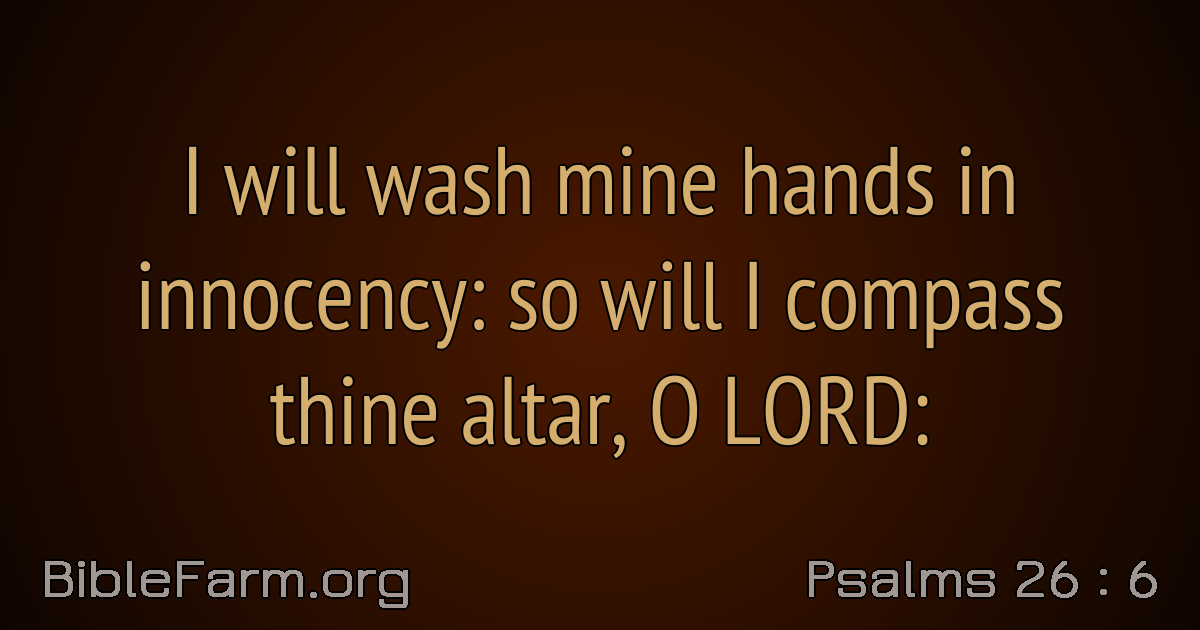 I will wash mine hands in
innocency: so will I compass
thine altar, O LORD:
BibleFarm.org
Psalms 26 : 6